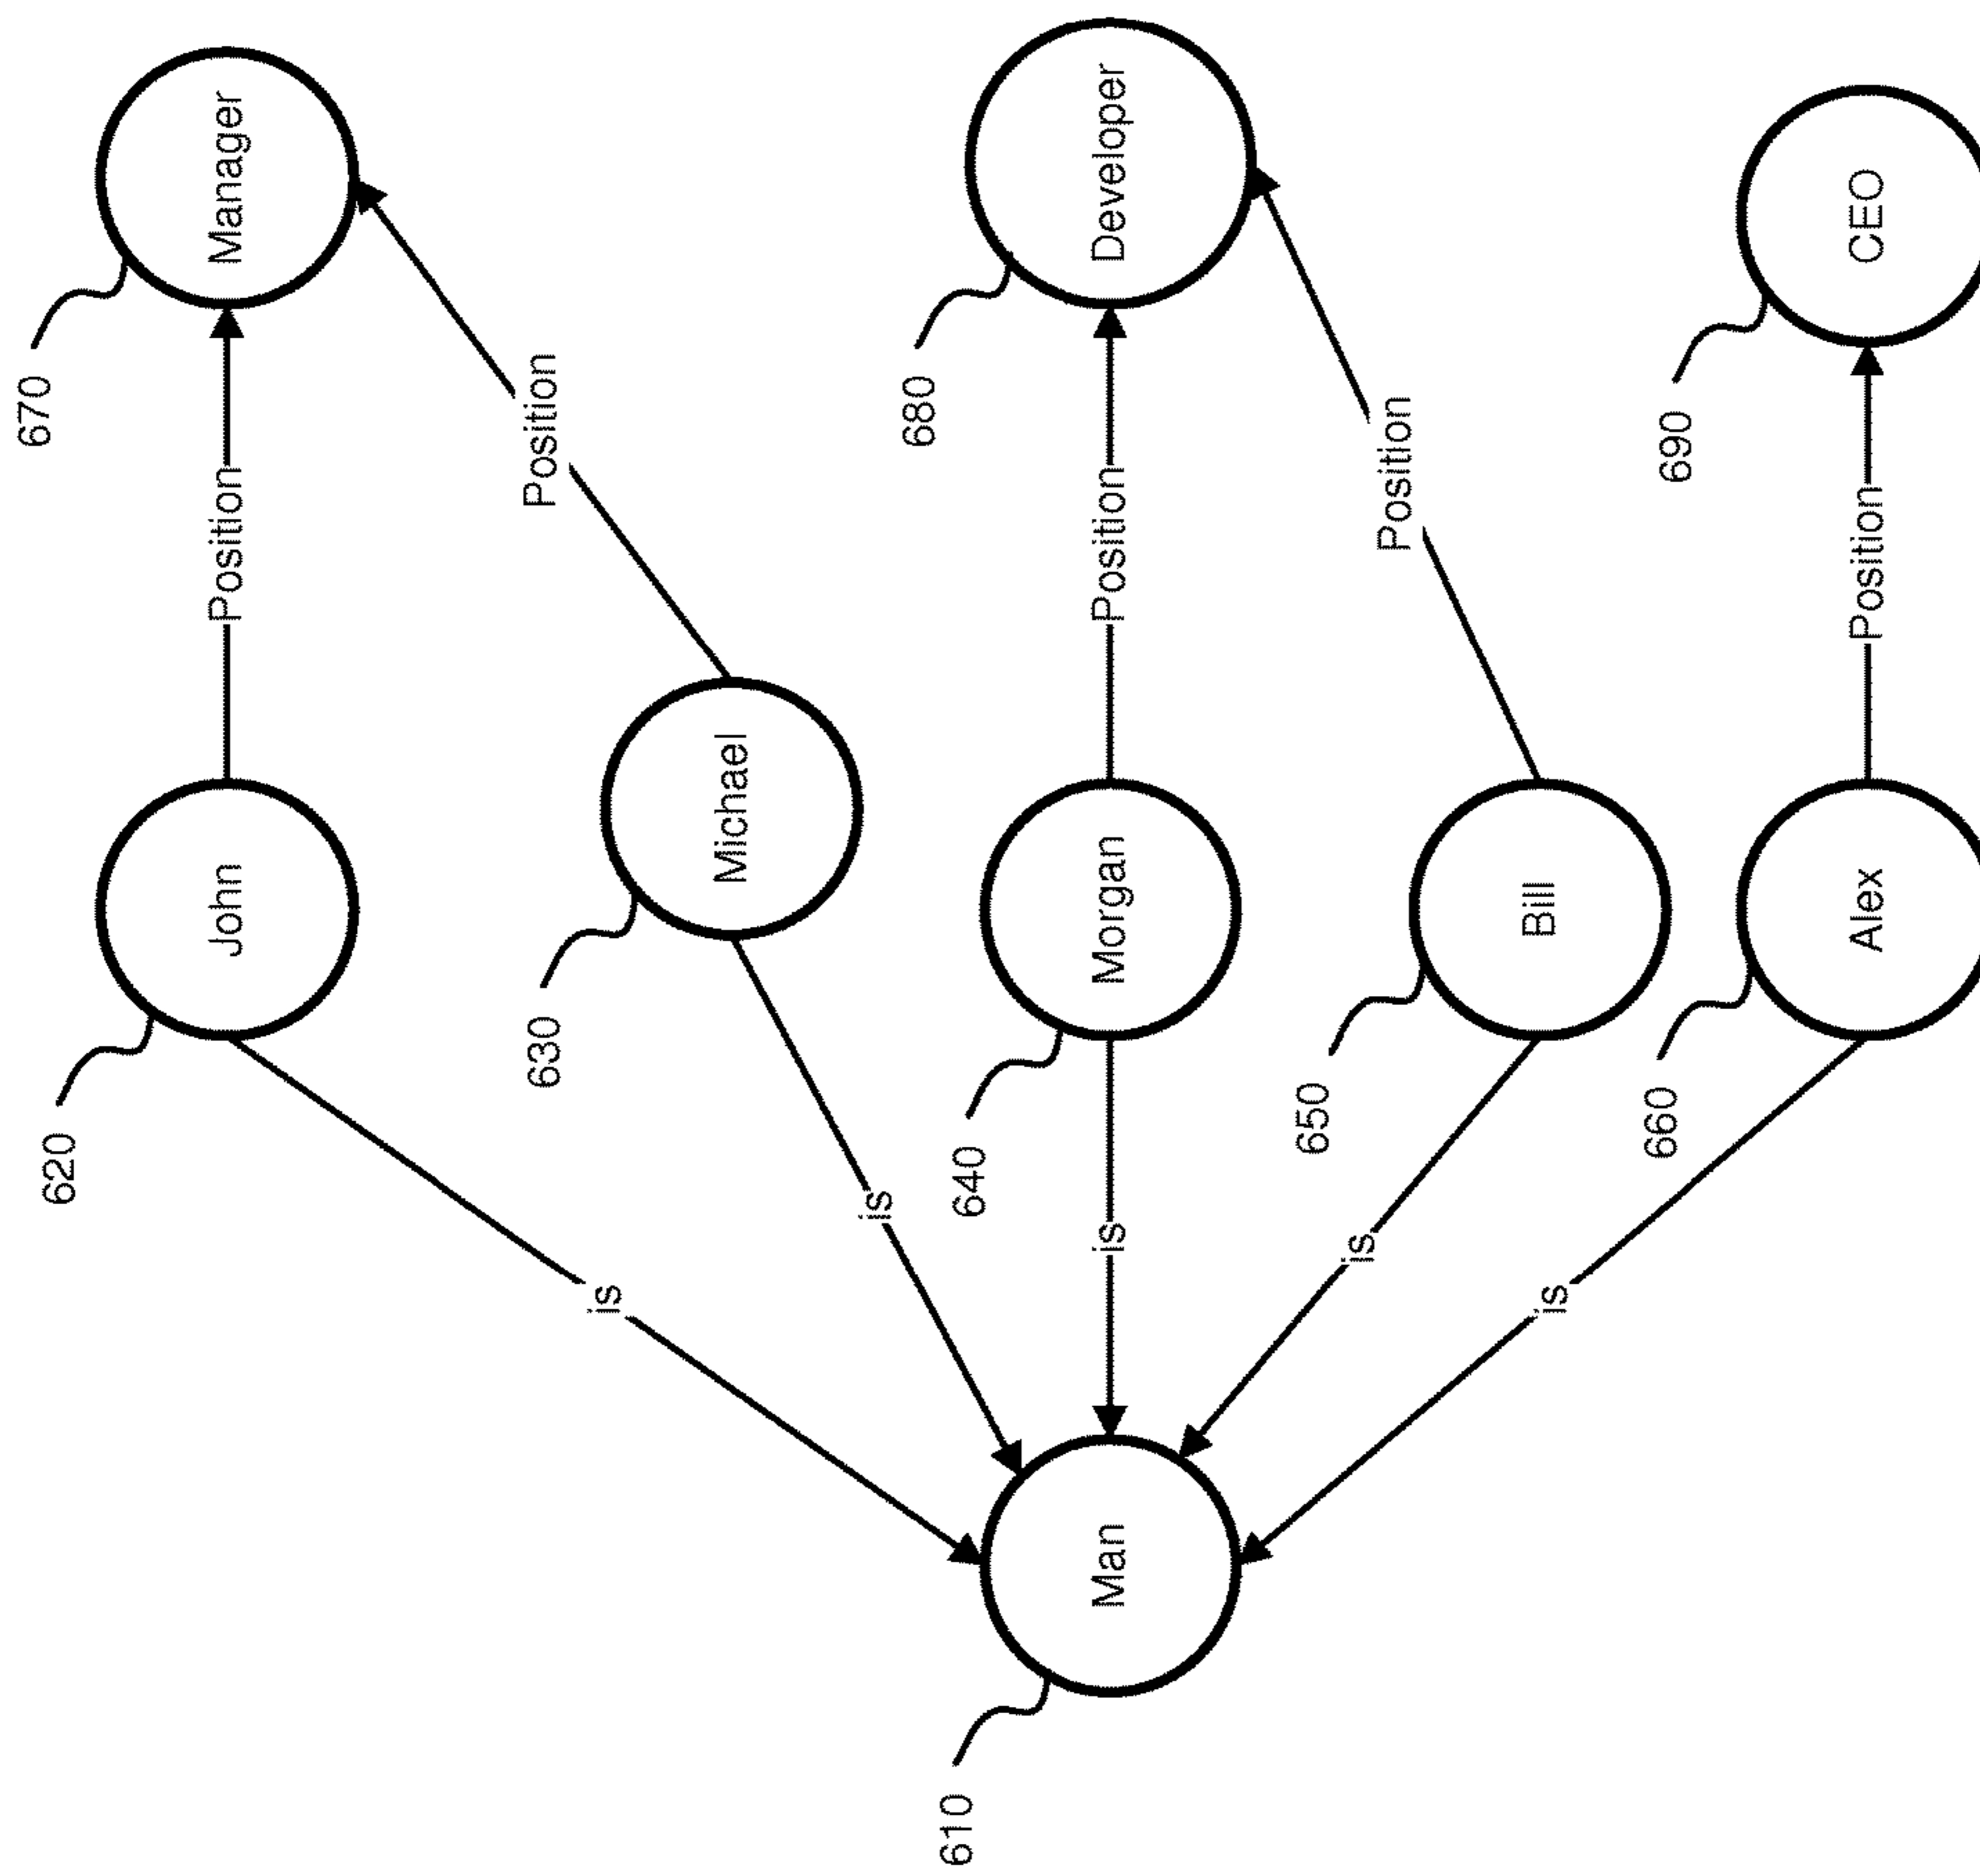 610
Man
is
is
is
is
is
620
John
630
Michael
640
Morgan
650
Bill
660
Alex
Position
Position
Position
Position
Position
670
Manager
680
Developer
690
CEO